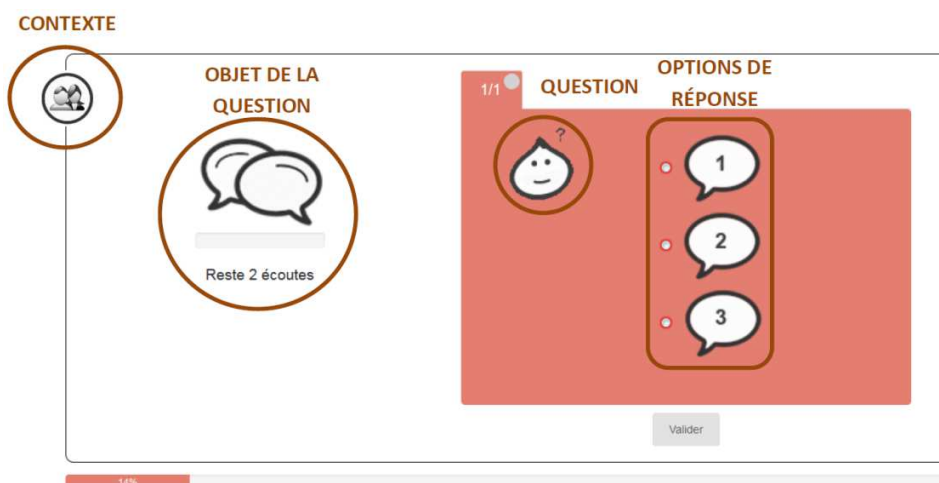 CONTEXTE
OBJET DE LA
QUESTION
Reste 2 écoutes
1/1
QUESTION
?
OPTIONS DE
RÉPONSE
1
2
3
Valider
14%